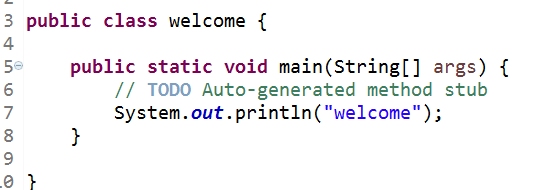 2
3 public class welcome {
4
5 public static void main(String[] args) {
6 // TODO Auto-generated method stub
7 System.out.println("welcome");
8 }
9
0 }